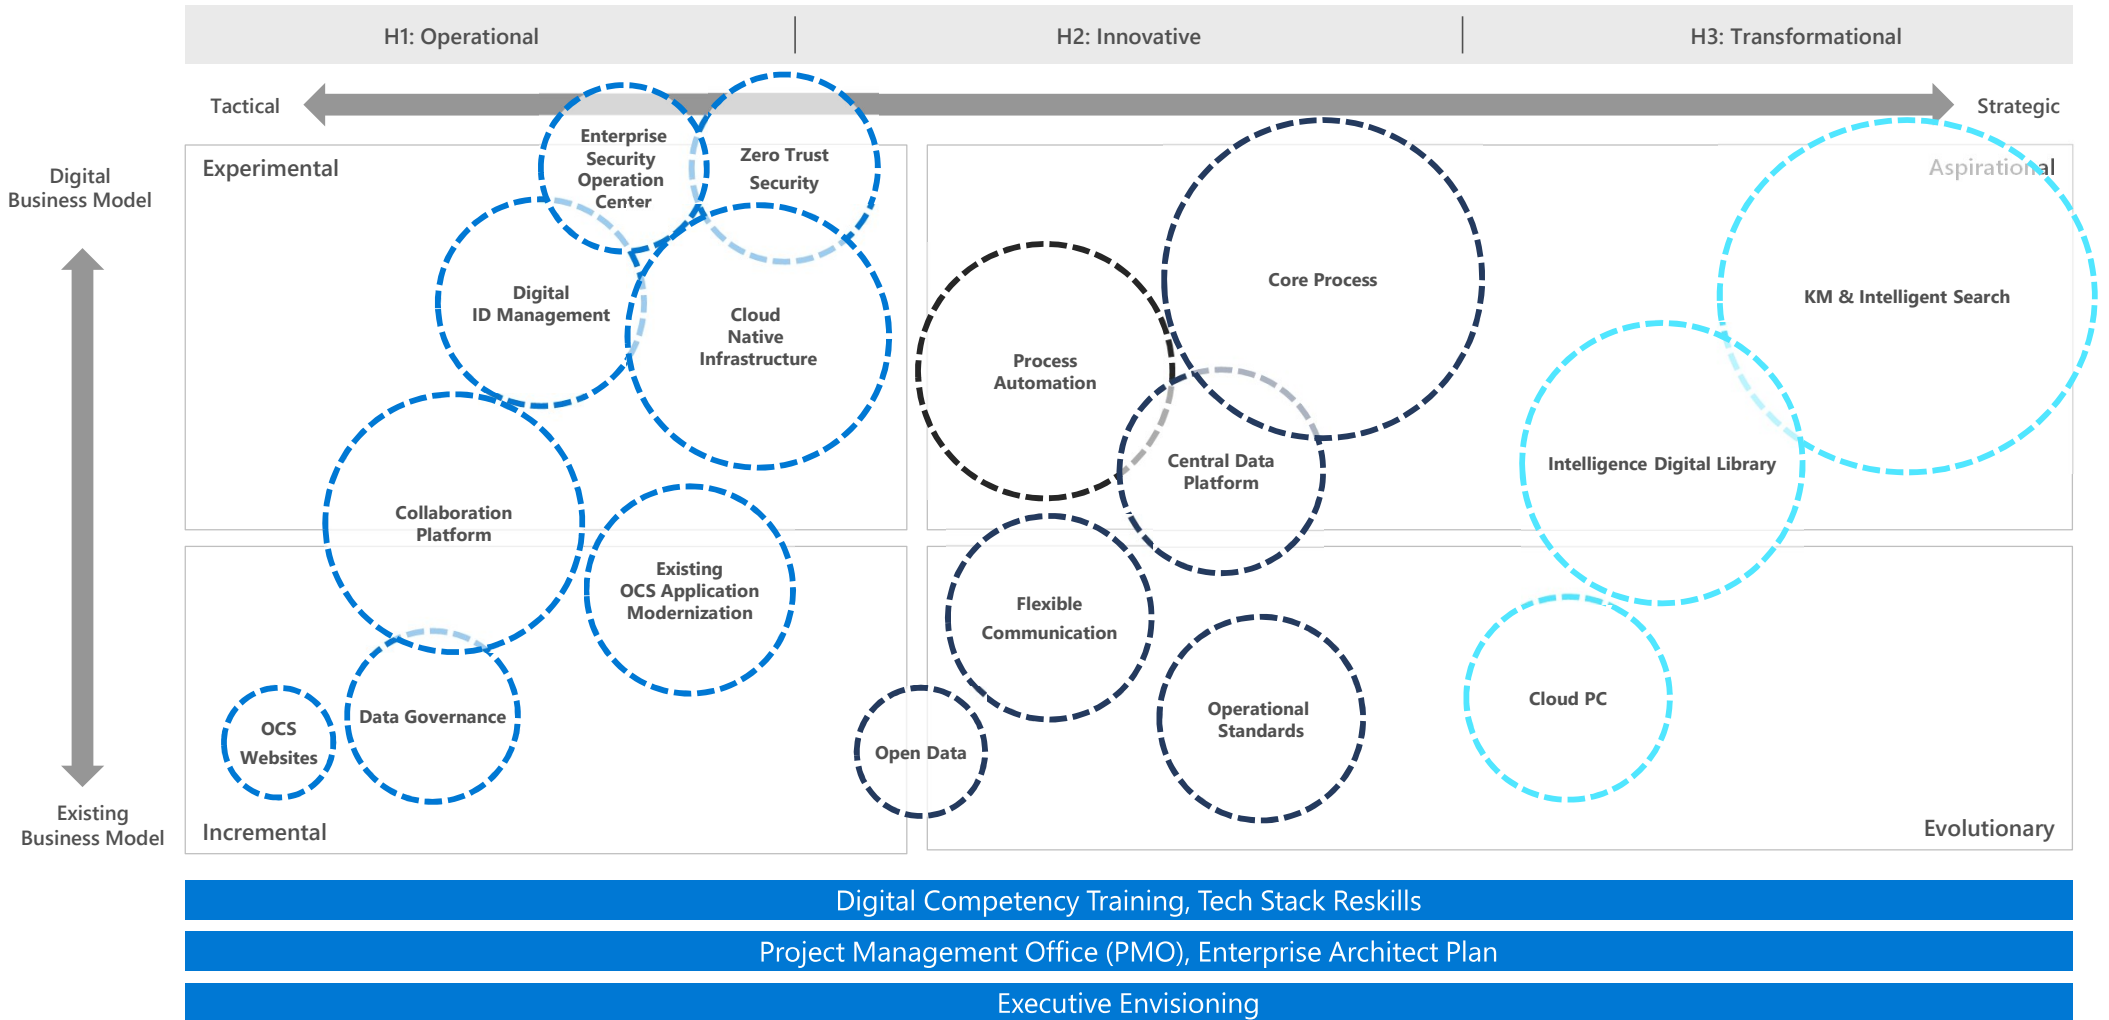 H1: Operational
H2: Innovative
H3: Transformational
Tactical
Strategic
Digital
Business Model
Existing
Business Model
Experimental
Aspirational
Enterprise
Security
Operation
Center
Zero Trust
Security
Digital
ID Management
Cloud
Native
Infrastructure
Core Process
KM & Intelligent Search
Process
Automation
Central Data
Platform
Intelligence Digital Library
Collaboration
Platform
Existing
OCS Application
Modernization
Flexible
Communication
OCS
Websites
Data Governance
Open Data
Operational
Standards
Cloud PC
Incremental
Evolutionary
Digital Competency Training, Tech Stack Reskills
Project Management Office (PMO), Enterprise Architect Plan
Executive Envisioning